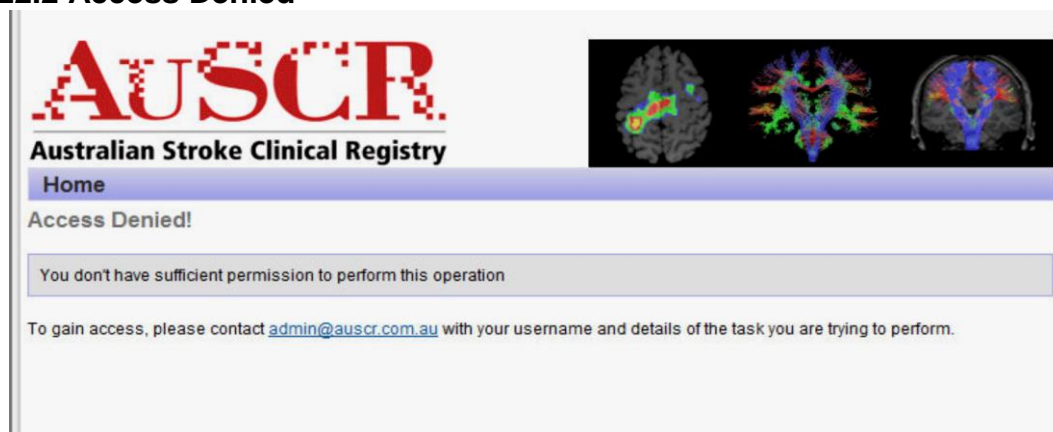 Access Denied
AuSCR
Australian Stroke Clinical Registry
Home
Access Denied!
You don't have sufficient permission to perform this operation
To gain access, please contact admin@auscr.com.au with your username and details of the task you are trying to perform.